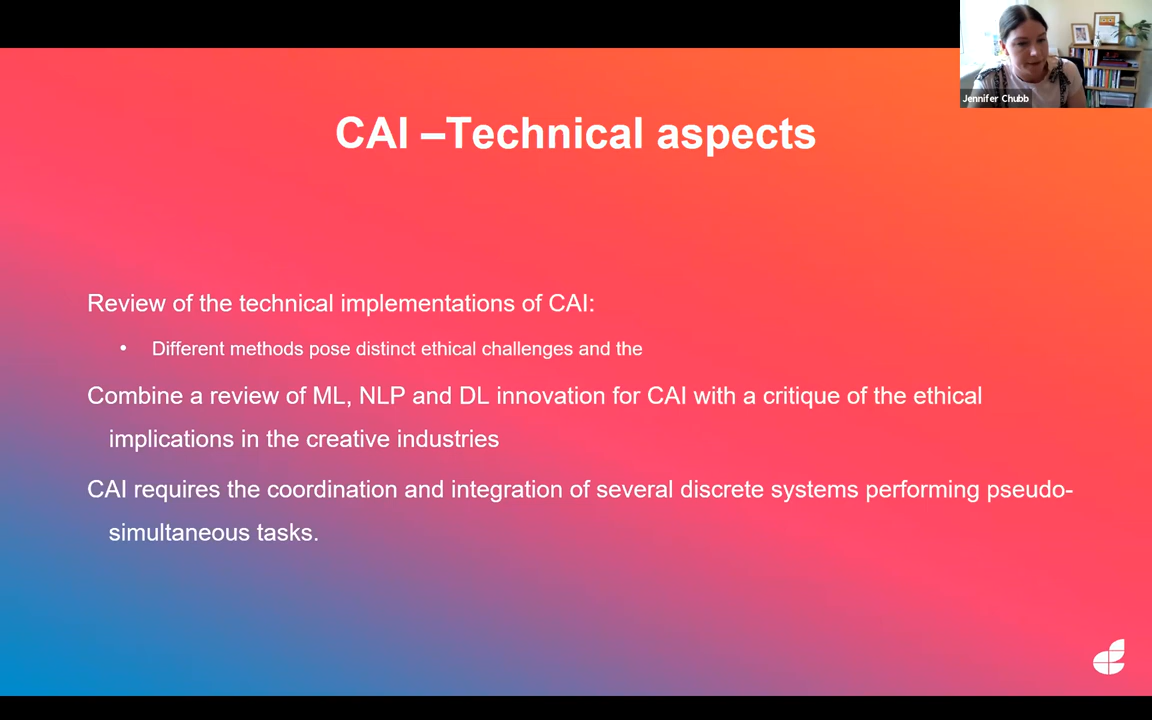 Jennifer Chubb
CAI –Technical aspects
Review of the technical implementations of CAI:
• Different methods pose distinct ethical challenges and the
Combine a review of ML, NLP and DL innovation for CAI with a critique of the ethical
implications in the creative industries
CAI requires the coordination and integration of several discrete systems performing pseudo-
simultaneous tasks.